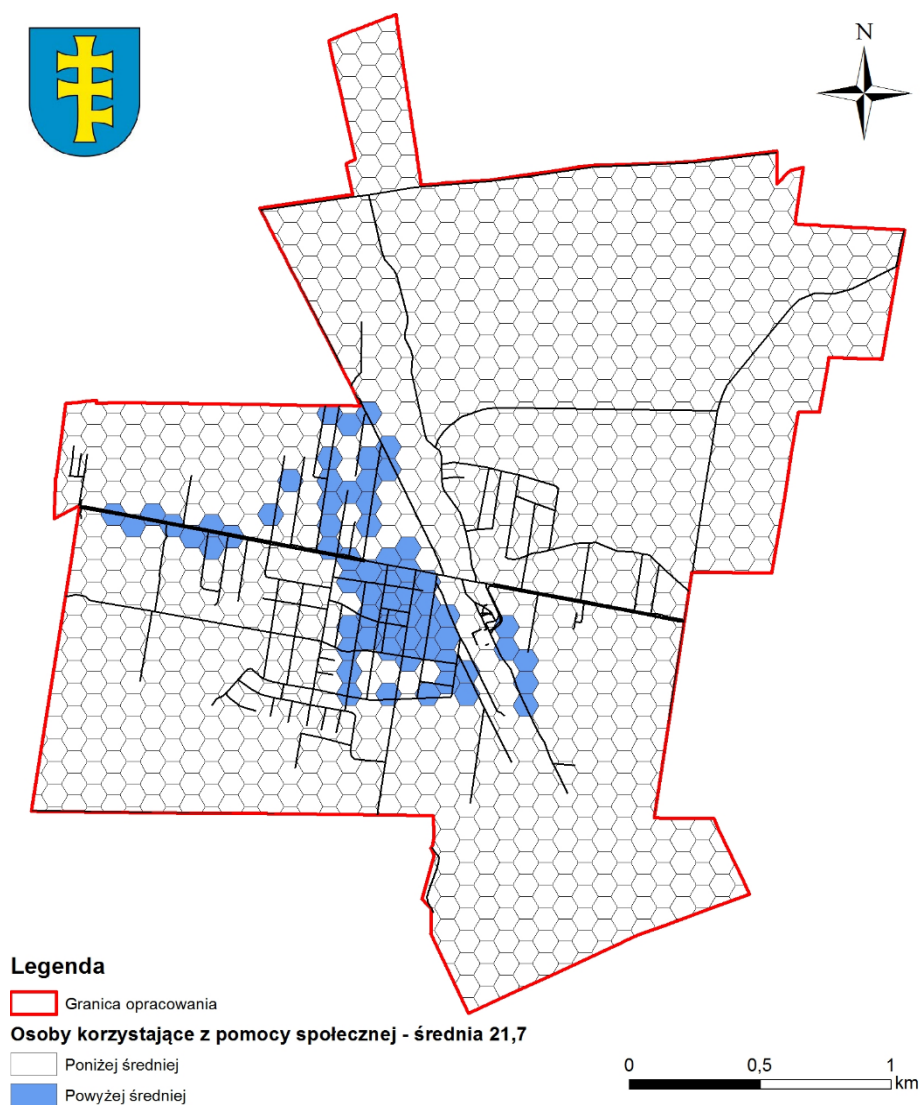 N
Legenda
Granica opracowania
Osoby korzystające z pomocy społecznej - średnia 21,7
Poniżej średniej
Powyżej średniej
0 0,5 1
km